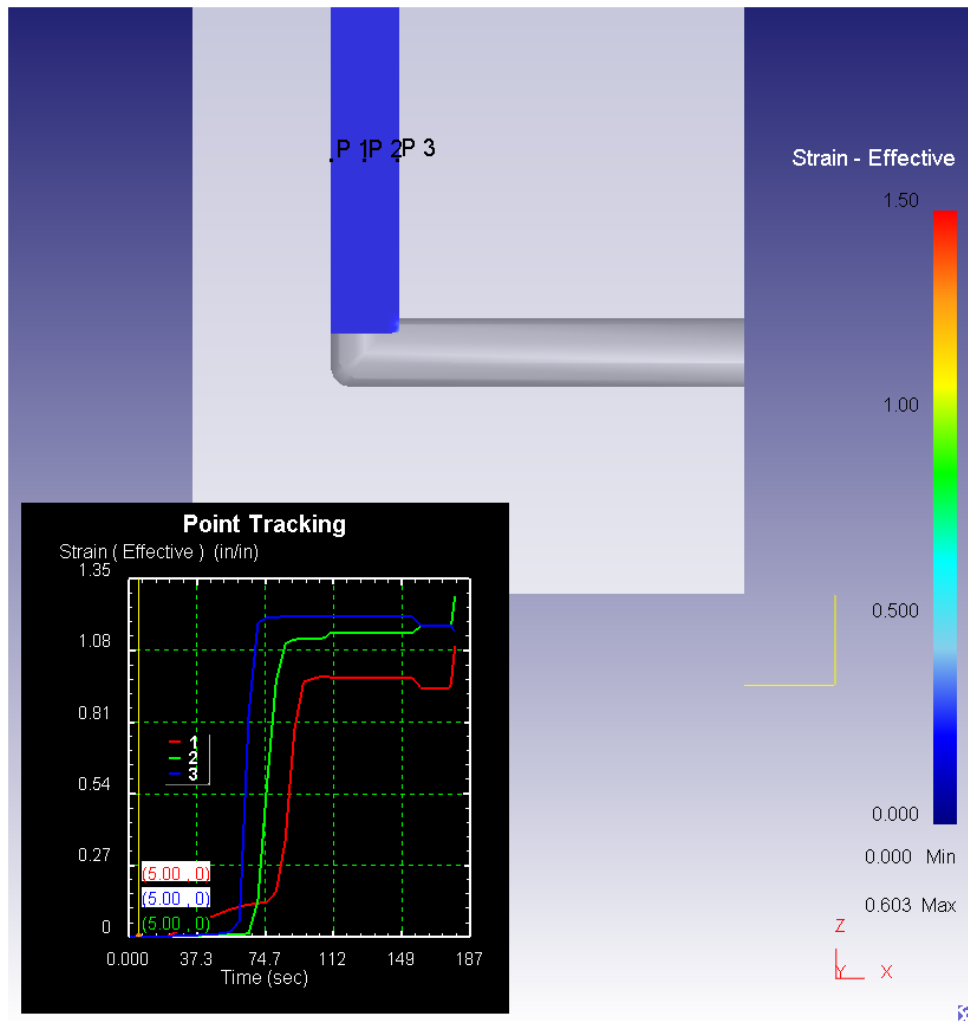 P 1 P 2 P 3
Strain - Effective
1.50
1.00
0.500
0.000
0.000 Min
0.603 Max
Point Tracking
Strain ( Effective ) (in/in)
1.35
1.08
0.81
0.54
0.27
0
1
2
3
(5.00 , 0)
(5.00 , 0)
(5.00 , 0)
0.000 37.3 74.7 112 149 187
Time (sec)
Z
Y X